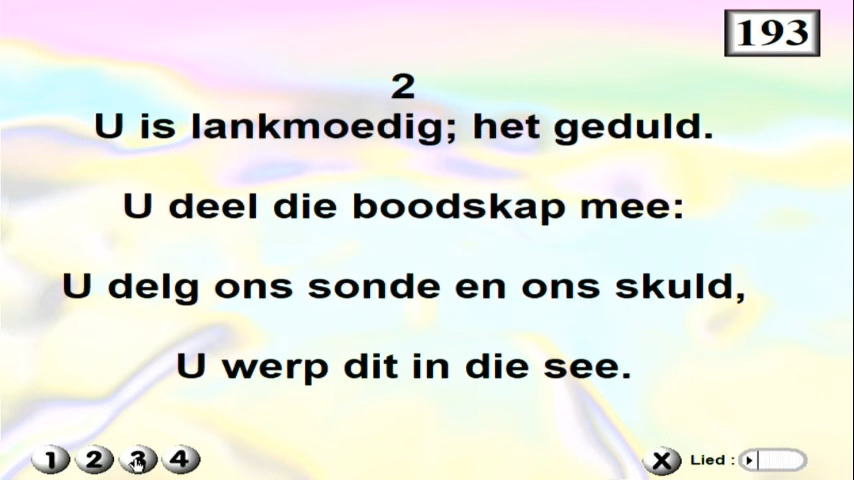 193
2
U is lankmoedig; het geduld.
U deel die boodskap mee:
U delg ons sonde en ons skuld,
U werp dit in die see.
1 2 3 4
X Lied :